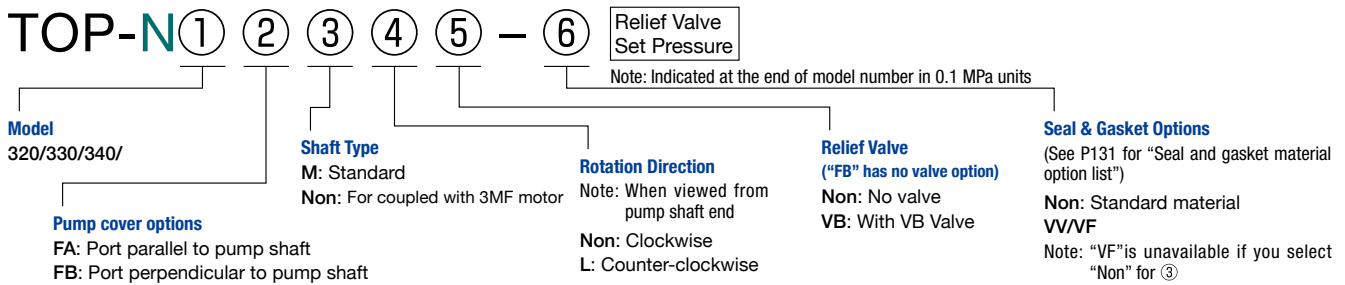 TOP-N① ② ③ ④ ⑤ – ⑥ Relief Valve
Set Pressure
Note: Indicated at the end of model number in 0.1 MPa units
Model
320/330/340/
Pump cover options
FA: Port parallel to pump shaft
FB: Port perpendicular to pump shaft
Shaft Type
M: Standard
Non: For coupled with 3MF motor
Rotation Direction
Note: When viewed from
pump shaft end
Non: Clockwise
L: Counter-clockwise
Relief Valve
("FB" has no valve option)
Non: No valve
VB: With VB Valve
Seal & Gasket Options
(See P131 for “Seal and gasket material
option list”)
Non: Standard material
VV/VF
Note: “VF”is unavailable if you select
“Non” for ③